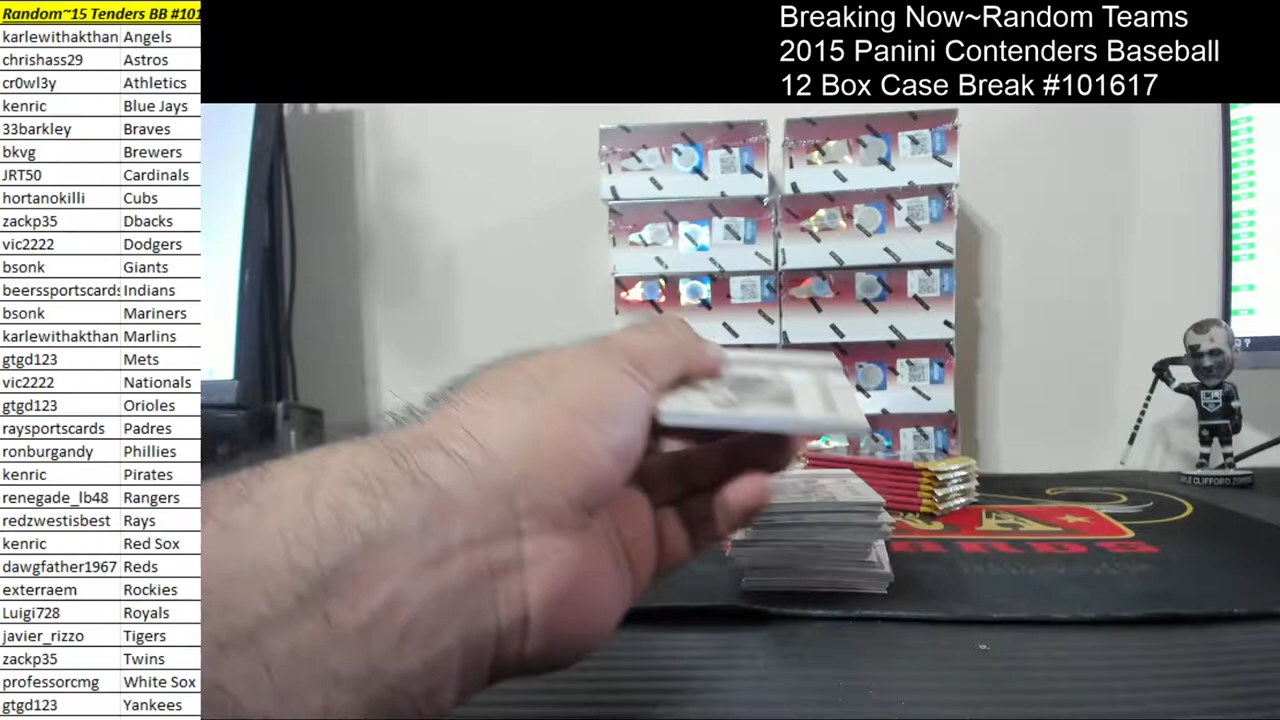 Random~15 Tenders BB #101
karlewithakthan Angels
chrishass29 Astros
cr0wl3y Athletics
kenric Blue Jays
33barkley Braves
bkvg Brewers
JRT50 Cardinals
hortanokilli Cubs
zackp35 Dbacks
vic2222 Dodgers
bsonk Giants
beerssportscards Indians
bsonk Mariners
karlewithakthan Marlins
gtgd123 Mets
vic2222 Nationals
gtgd123 Orioles
raysportscards Padres
ronburgandy Phillies
kenric Pirates
renegade_lb48 Rangers
redzwestisbest Rays
kenric Red Sox
dawgfather1967 Reds
exterraem Rockies
Luigi728 Royals
javier_rizzo Tigers
zackp35 Twins
professorcmg White Sox
gtgd123 Yankees
Breaking Now~Random Teams
2015 Panini Contenders Baseball
12 Box Case Break #101617